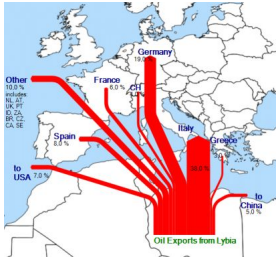 Germany
19,0 %
Other
10,0 %
includes:
NL, AT,
UK, PT
ID, ZA,
BR, CZ,
CA, SE
France
6,0 %
CH
Spain
8,0 %
Italy
Greece
to
USA
7,0 %
to
China
5,0 %
Oil Exports from Lybia